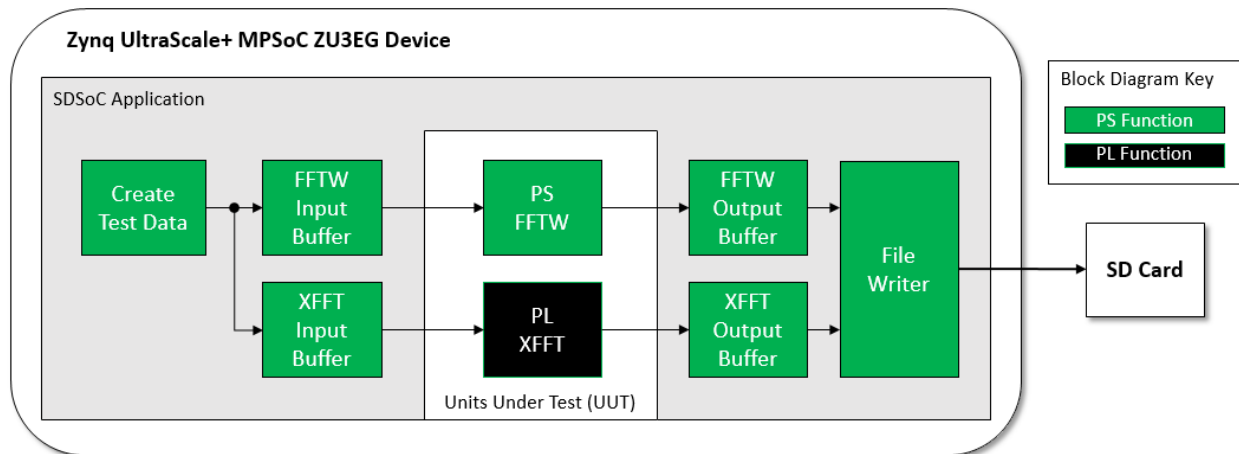 Zynq UltraScale+ MPSoC ZU3EG Device
SDSoC Application
Create
Test Data
FFTW
Input
Buffer
PS
FFTW
FFTW
Output
Buffer
File
Writer
XFFT
Input
Buffer
PL
XFFT
XFFT
Output
Buffer
Units Under Test (UUT)
Block Diagram Key
PS Function
PL Function
SD Card